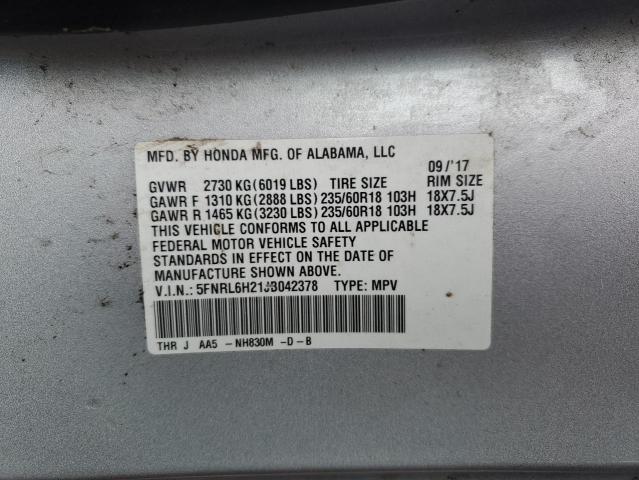 MFD. BY HONDA MFG. OF ALABAMA, LLC
09/'17
GVWR 2730 KG(6019 LBS) TIRE SIZE RIM SIZE
GAWR F 1310 KG(2888 LBS) 235/60R18 103H 18X7.5J
GAWR R 1465 KG(3230 LBS) 235/60R18 103H 18X7.5J
THIS VEHICLE CONFORMS TO ALL APPLICABLE
FEDERAL MOTOR VEHICLE SAFETY
STANDARDS IN EFFECT ON THE DATE OF
MANUFACTURE SHOWN ABOVE.
V.I.N.: 5FNRL6H21JB042378 TYPE: MPV
THR J AA5 -NH830M -D-B